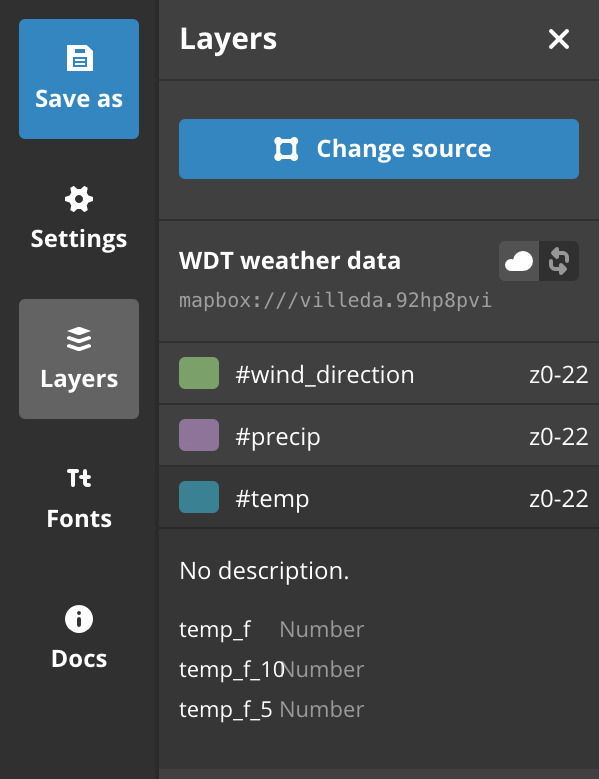 Save as
Settings
Layers
Tt
Fonts
Docs
Layers
Change source
WDT weather data
mapbox:///villeda.92hp8pvi
#wind_direction z0-22
#precip z0-22
#temp z0-22
No description.
temp_f Number
temp_f_10 Number
temp_f_5 Number